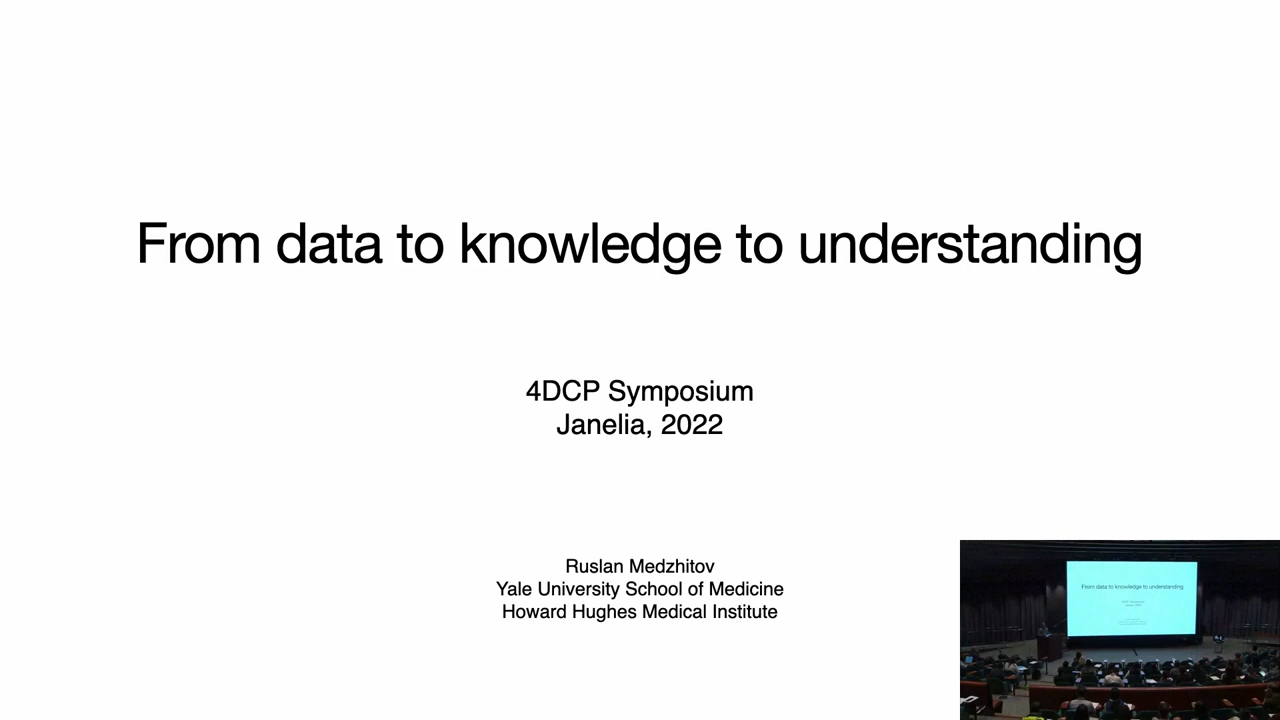 From data to knowledge to understanding
4DCP Symposium
Janelia, 2022
Ruslan Medzhitov
Yale University School of Medicine
Howard Hughes Medical Institute
From data to knowledge to understanding